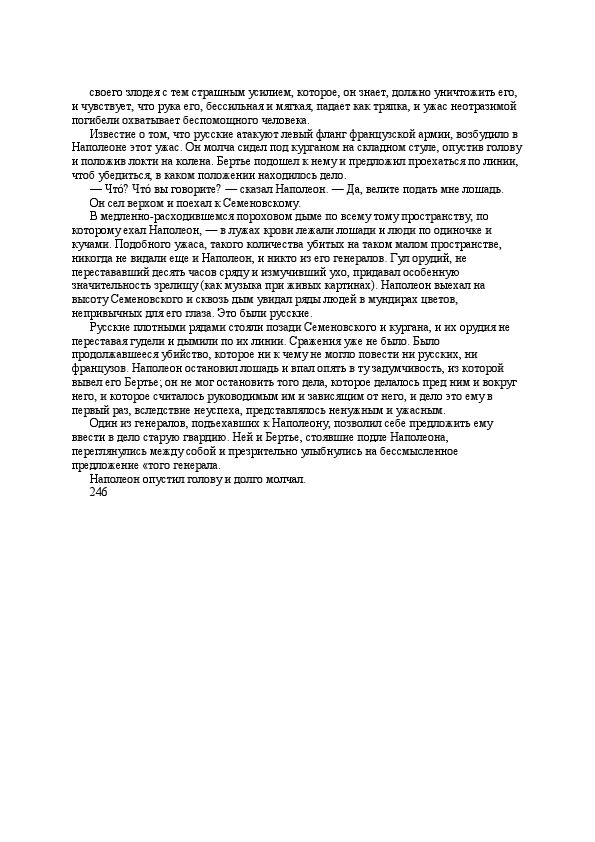 своего злодея с тем страшным усилием, которое, он знает, должно уничтожить его,
и чувствует, что рука его, бессильная и мягкая, падает как тряпка, и ужас неотразимой
погибели охватывает беспомощного человека.
Известие о том, что русские атакуют левый фланг французской армии, возбудило в
Наполеоне этот ужас. Он молча сидел под курганом на складном стуле, опустив голову
и положив локти на колена. Бертье подошел к нему и предложил проехаться по линии,
чтоб убедиться, в каком положении находилось дело.
— Что́? Что́ вы говорите? — сказал Наполеон. — Да, велите подать мне лошадь.
Он сел верхом и поехал к Семеновскому.
В медленно-расходившемся пороховом дыме по всему тому пространству, по
которому ехал Наполеон, — в лужах крови лежали лошади и люди по одиночке и
кучами. Подобного ужаса, такого количества убитых на таком малом пространстве,
никогда не видали еще и Наполеон, и никто из его генералов. Гул орудий, не
перестававший десять часов сряду и измучивший ухо, придавал особенную
значительность зрелищу (как музыка при живых картинах). Наполеон выехал на
высоту Семеновского и сквозь дым увидал ряды людей в мундирах цветов,
непривычных для его глаза. Это были русские.
Русские плотными рядами стояли позади Семеновского и кургана, и их орудия не
переставая гудели и дымили по их линии. Сражения уже не было. Было
продолжавшееся убийство, которое ни к чему не могло повести ни русских, ни
французов. Наполеон остановил лошадь и впал опять в ту задумчивость, из которой
вывел его Бертье; он не мог остановить того дела, которое делалось пред ним и вокруг
него, и которое считалось руководимым им и зависящим от него, и дело это ему в
первый раз, вследствие неуспеха, представлялось ненужным и ужасным.
Один из генералов, подъехавших к Наполеону, позволил себе предложить ему
ввести в дело старую гвардию. Ней и Бертье, стоявшие подле Наполеона,
переглянулись между собой и презрительно улыбнулись на бессмысленное
предложение «того генерала.
Наполеон опустил голову и долго молчал.
246